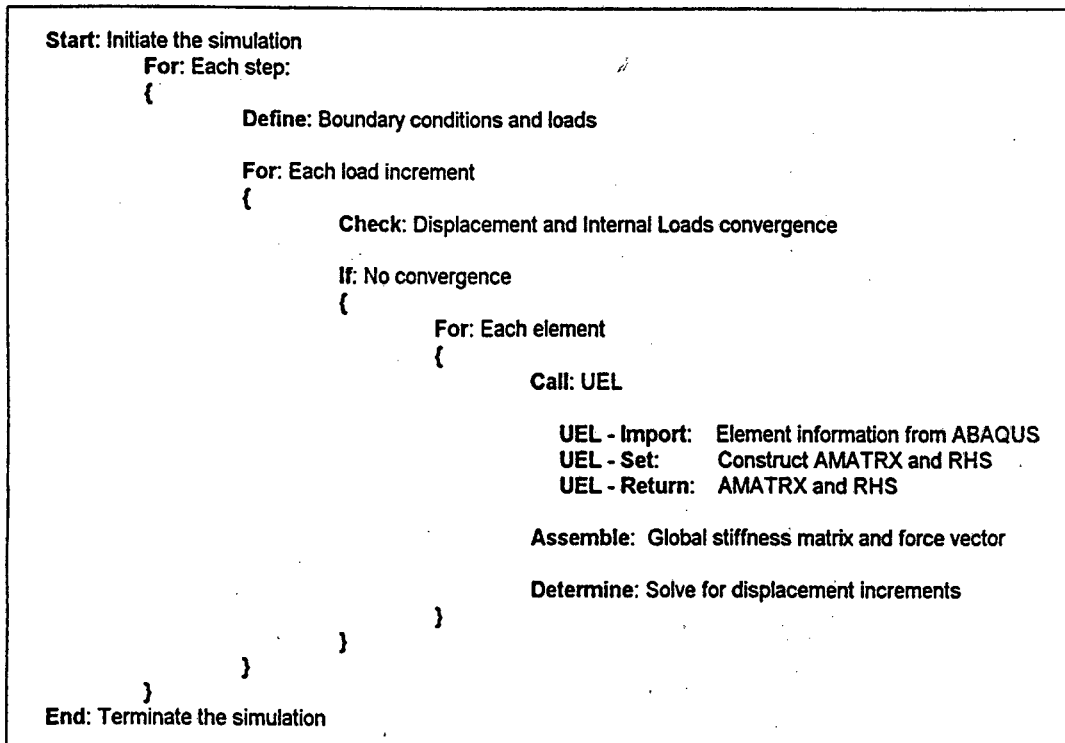 Start: Initiate the simulation
For: Each step:
{
Define: Boundary conditions and loads
For: Each load increment
{
Check: Displacement and Internal Loads convergence
If: No convergence
{
For: Each element
{
Call: UEL
UEL - Import: Element information from ABAQUS
UEL - Set: Construct AMATRX and RHS
UEL - Return: AMATRX and RHS
Assemble: Global stiffness matrix and force vector
Determine: Solve for displacement increments
}
}
}
}
End: Terminate the simulation